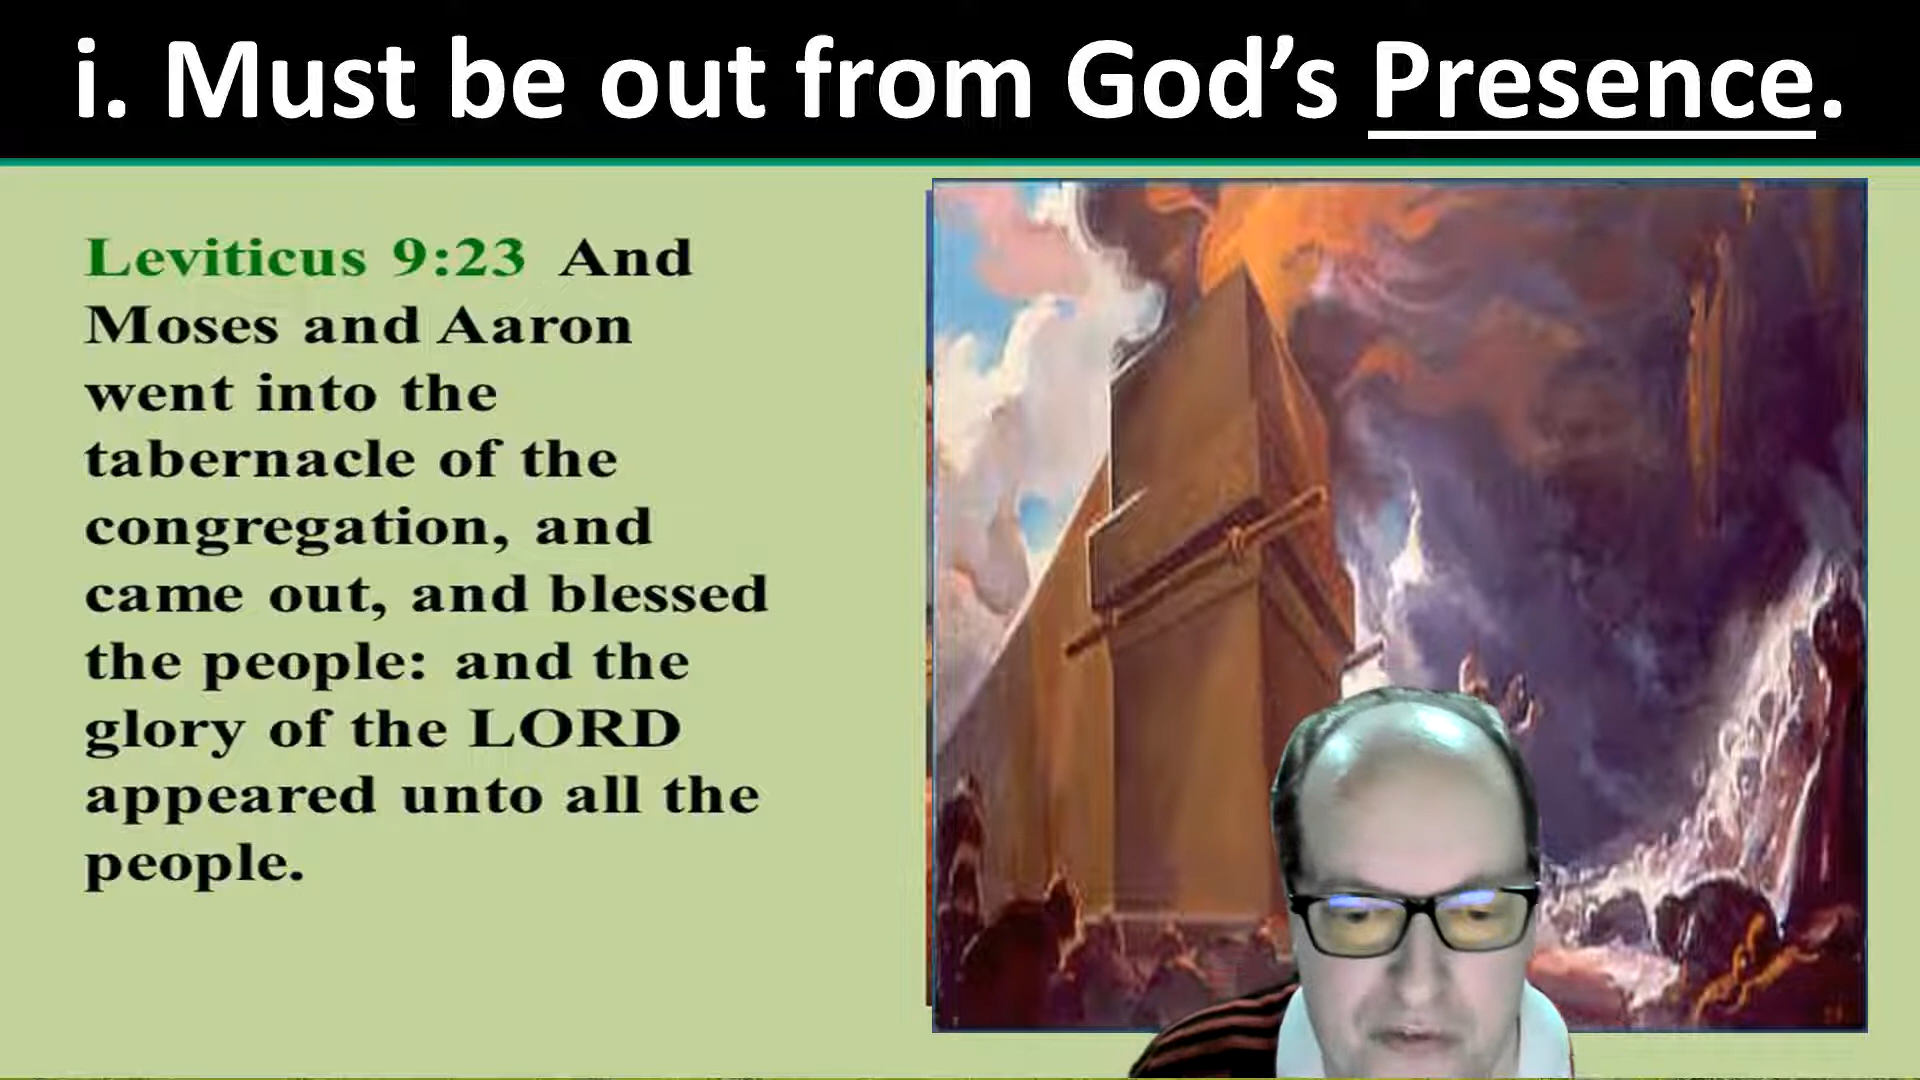 i. Must be out from God’s Presence.
Leviticus 9:23 And
Moses and Aaron
went into the
tabernacle of the
congregation, and
came out, and blessed
the people: and the
glory of the LORD
appeared unto all the
people.